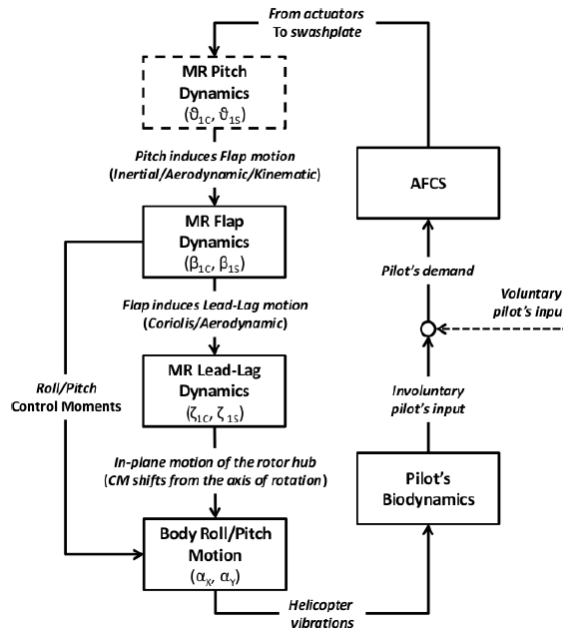 From actuators
To swashplate
MR Pitch
Dynamics
(ϑ1C, ϑ1S)
Pitch induces Flap motion
(Inertial/Aerodynamic/Kinematic)
AFCS
MR Flap
Dynamics
(β1C, β1S)
Pilot's demand
Flap induces Lead-Lag motion
(Coriolis/Aerodynamic)
Voluntary
pilot's input
MR Lead-Lag
Dynamics
(ζ1C, ζ1S)
Roll/Pitch
Control Moments
Involuntary
pilot's input
In-plane motion of the rotor hub
(CM shifts from the axis of rotation)
Pilot's
Biodynamics
Body Roll/Pitch
Motion
(αX, αY)
Helicopter
vibrations